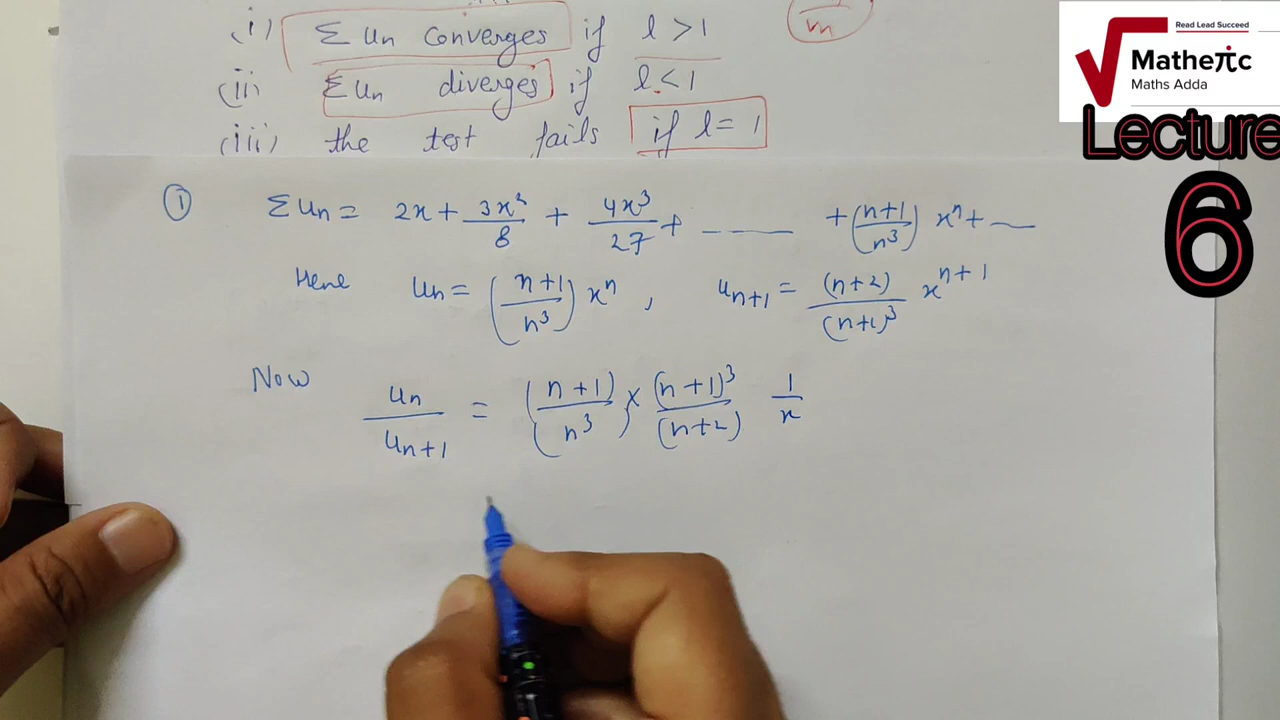 (i) Σ un converges if l > 1
(ii) Σ un diverges if l < 1
(iii) the test fails if l = 1
Read Lead Succeed
Matheπc
Maths Adda
Lecture
6
① Σ un = 2x + 3x²/8 + 4x³/27 + ------ + ((n+1)/n³) xⁿ + ---
Here un = ((n+1)/n³) xⁿ , un+1 = (n+2)/(n+1)³ xⁿ⁺¹
Now un/un+1 = ((n+1)/n³) × (n+1)³/(n+2) 1/x